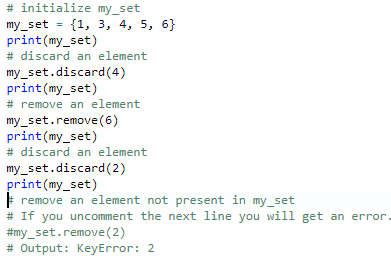 # initialize my_set
my_set = {1, 3, 4, 5, 6}
print(my_set)
# discard an element
my_set.discard(4)
print(my_set)
# remove an element
my_set.remove(6)
print(my_set)
# discard an element
my_set.discard(2)
print(my_set)
# remove an element not present in my_set
# If you uncomment the next line you will get an error.
#my_set.remove(2)
# Output: KeyError: 2